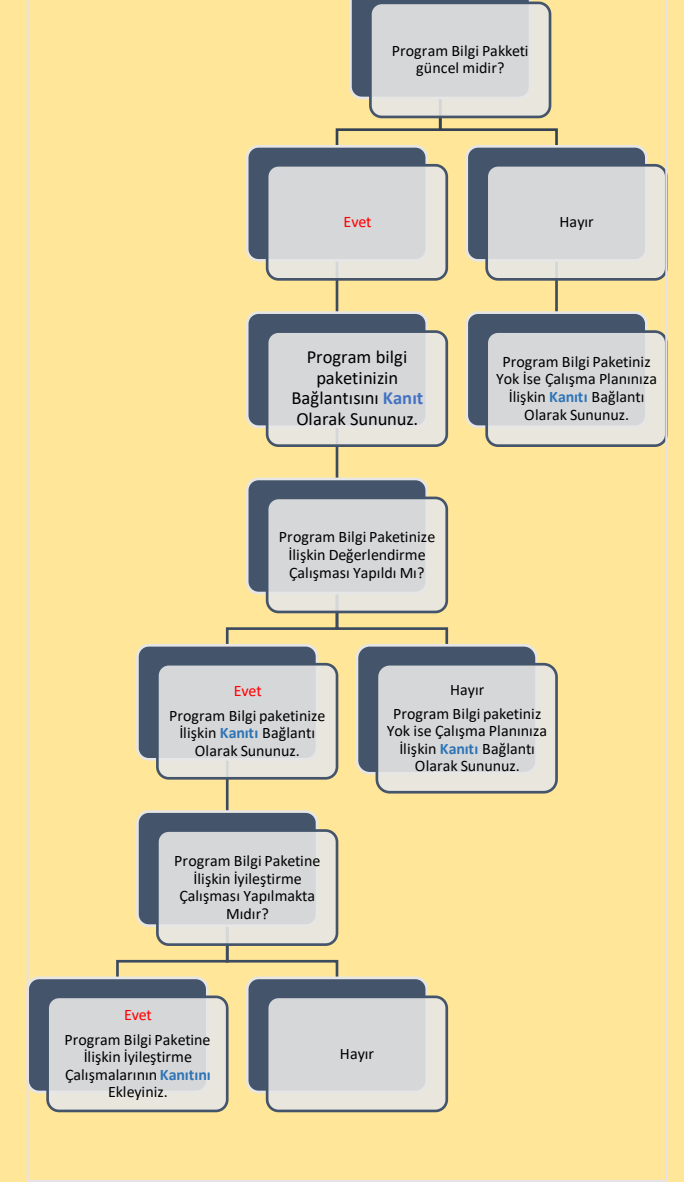 Program Bilgi Pakketi
güncel midir?
Evet
Hayır
Program bilgi
paketinizin
Bağlantısını Kanıt
Olarak Sununuz.
Program Bilgi Paketiniz
Yok İse Çalışma Planınıza
İlişkin Kanıtı Bağlantı
Olarak Sununuz.
Program Bilgi Paketinize
İlişkin Değerlendirme
Çalışması Yapıldı Mı?
Evet
Program Bilgi paketinize
İlişkin Kanıtı Bağlantı
Olarak Sununuz.
Hayır
Program Bilgi paketiniz
Yok ise Çalışma Planınıza
İlişkin Kanıtı Bağlantı
Olarak Sununuz.
Program Bilgi Paketine
İlişkin İyileştirme
Çalışması Yapılmakta
Mıdır?
Evet
Program Bilgi Paketine
İlişkin İyileştirme
Çalışmalarının Kanıtını
Ekleyiniz.
Hayır